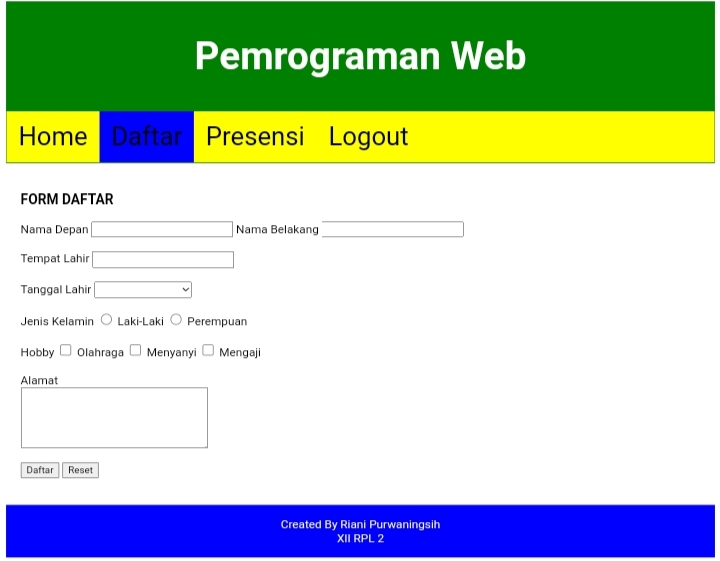 Pemrograman Web
Home Daftar Presensi Logout
FORM DAFTAR
Nama Depan Nama Belakang
Tempat Lahir
Tanggal Lahir
Jenis Kelamin Laki-Laki Perempuan
Hobby Olahraga Menyanyi Mengaji
Alamat
Daftar Reset
Created By Riani Purwaningsih
XII RPL 2